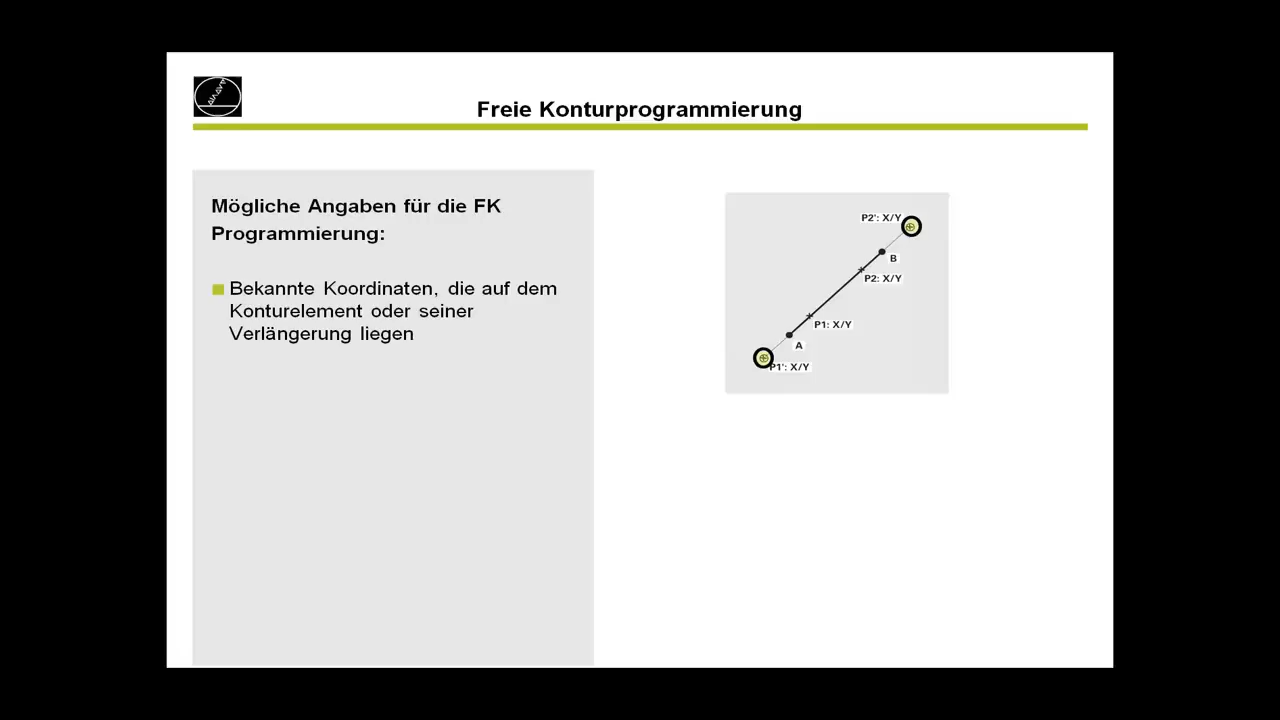 Freie Konturprogrammierung
Mögliche Angaben für die FK
Programmierung:
Bekannte Koordinaten, die auf dem
Konturelement oder seiner
Verlängerung liegen
P2': X/Y
B
P2: X/Y
P1: X/Y
A
P1': X/Y